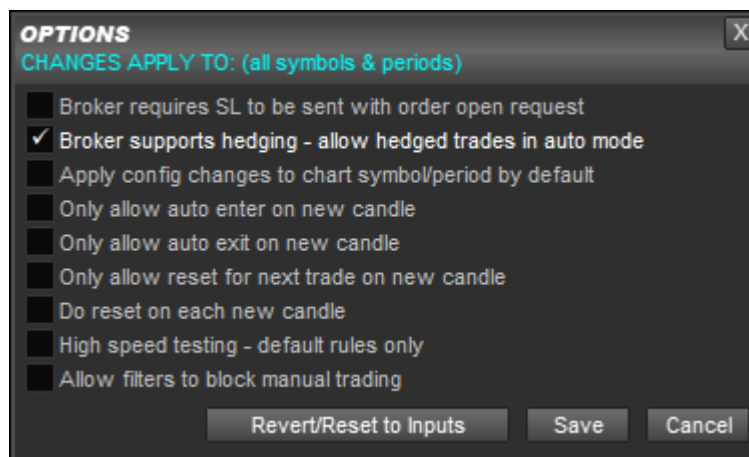 OPTIONS
X
CHANGES APPLY TO: (all symbols & periods)
Broker requires SL to be sent with order open request
Broker supports hedging - allow hedged trades in auto mode
Apply config changes to chart symbol/period by default
Only allow auto enter on new candle
Only allow auto exit on new candle
Only allow reset for next trade on new candle
Do reset on each new candle
High speed testing - default rules only
Allow filters to block manual trading
Revert/Reset to Inputs Save Cancel